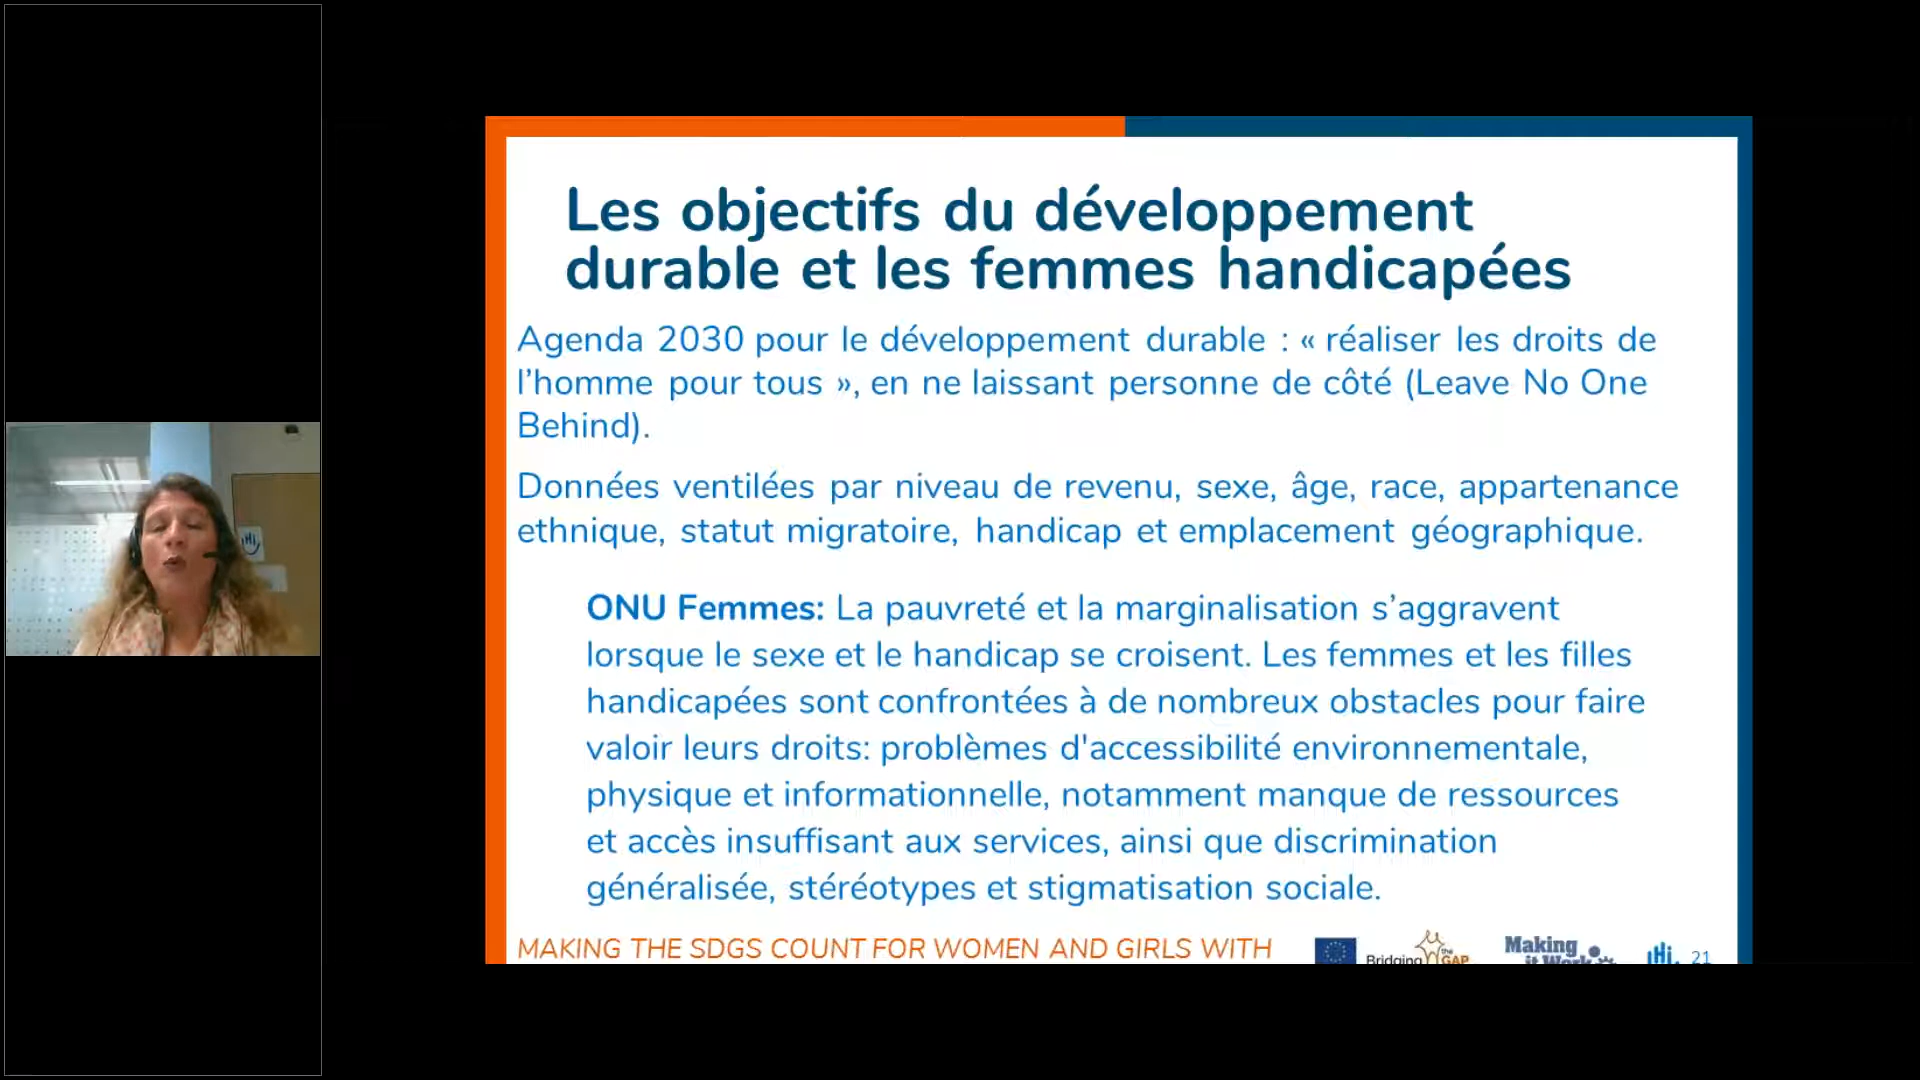 Les objectifs du développement
durable et les femmes handicapées
Agenda 2030 pour le développement durable : « réaliser les droits de
l’homme pour tous », en ne laissant personne de côté (Leave No One
Behind).
Données ventilées par niveau de revenu, sexe, âge, race, appartenance
ethnique, statut migratoire, handicap et emplacement géographique.
ONU Femmes: La pauvreté et la marginalisation s’aggravent
lorsque le sexe et le handicap se croisent. Les femmes et les filles
handicapées sont confrontées à de nombreux obstacles pour faire
valoir leurs droits: problèmes d'accessibilité environnementale,
physique et informationnelle, notamment manque de ressources
et accès insuffisant aux services, ainsi que discrimination
généralisée, stéréotypes et stigmatisation sociale.
MAKING THE SDGS COUNT FOR WOMEN AND GIRLS WITH
Bridging the GAP
Making
it Work
Hi
21
Hi